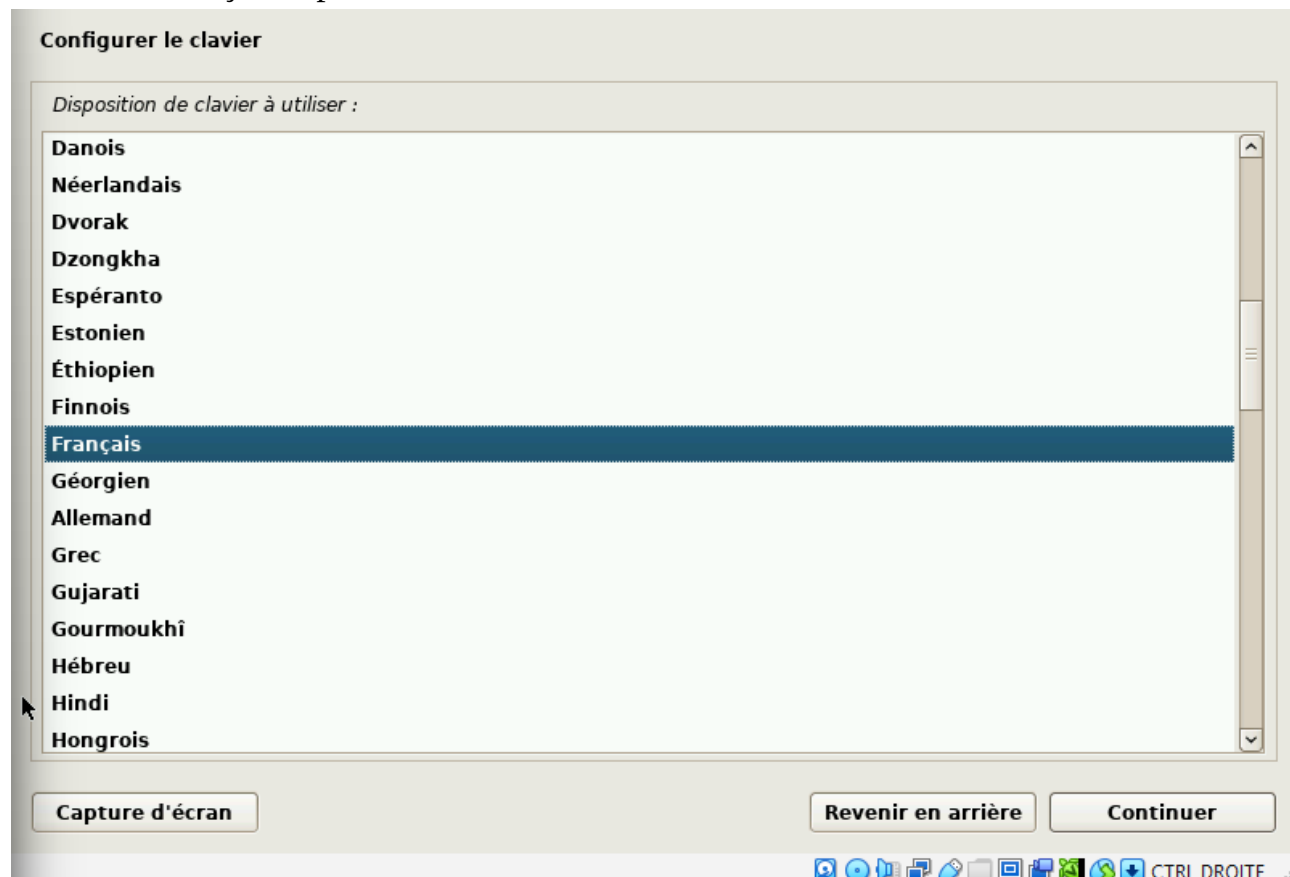 Configurer le clavier
Disposition de clavier à utiliser :
Danois
Néerlandais
Dvorak
Dzongkha
Espéranto
Estonien
Éthiopien
Finnois
Français
Géorgien
Allemand
Grec
Gujarati
Gourmoukhî
Hébreu
Hindi
Hongrois
Capture d'écran Revenir en arrière Continuer
CTRL DROITE